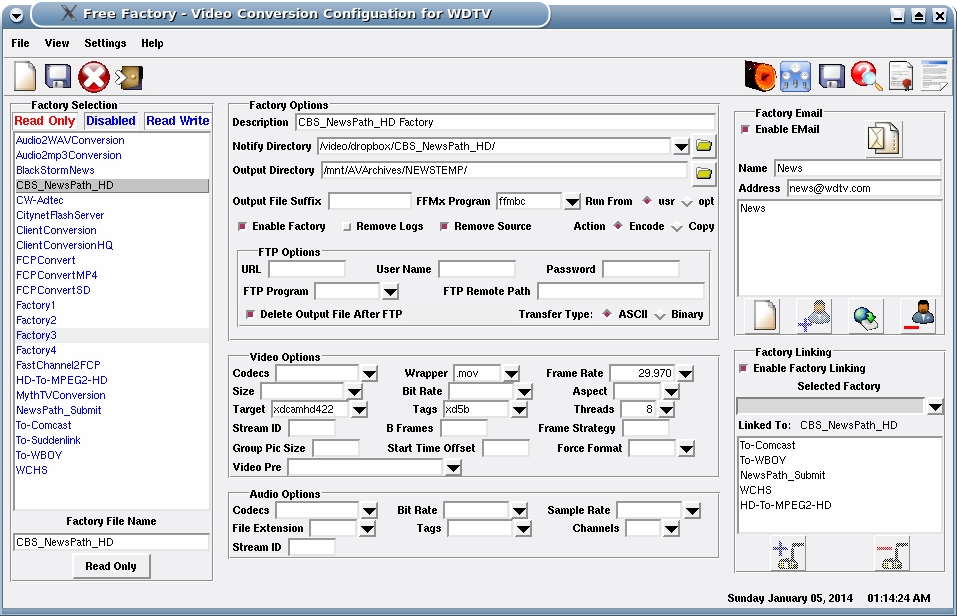 Free Factory - Video Conversion Configuation for WDTV
File View Settings Help
Factory Selection
Read Only Disabled Read Write
Audio2WAVConversion
Audio2mp3Conversion
BlackStormNews
CBS_NewsPath_HD
CW-Adtec
CitynetFlashServer
ClientConversion
ClientConversionHQ
FCPConvert
FCPConvertMP4
FCPConvertSD
Factory1
Factory2
Factory3
Factory4
FastChannel2FCP
HD-To-MPEG2-HD
MythTVConversion
NewsPath_Submit
To-Comcast
To-Suddenlink
To-WBOY
WCHS
Factory File Name
CBS_NewsPath_HD
Read Only
Factory Options
Description CBS_NewsPath_HD Factory
Notify Directory /video/dropbox/CBS_NewsPath_HD/
Output Directory /mnt/AVArchives/NEWSTEMP/
Output File Suffix FFMx Program ffmbc Run From usr opt
Enable Factory Remove Logs Remove Source Action Encode Copy
FTP Options
URL User Name Password
FTP Program FTP Remote Path
Delete Output File After FTP Transfer Type: ASCII Binary
Video Options
Codecs Wrapper .mov Frame Rate 29.970
Size Bit Rate Aspect
Target xdcamhd422 Tags xd5b Threads 8
Stream ID B Frames Frame Strategy
Group Pic Size Start Time Offset Force Format
Video Pre
Audio Options
Codecs Bit Rate Sample Rate
File Extension Tags Channels
Stream ID
Factory Email
Enable EMail
Name News
Address news@wdtv.com
News
Factory Linking
Enable Factory Linking
Selected Factory
Linked To: CBS_NewsPath_HD
To-Comcast
To-WBOY
NewsPath_Submit
WCHS
HD-To-MPEG2-HD
Sunday January 05, 2014 01:14:24 AM